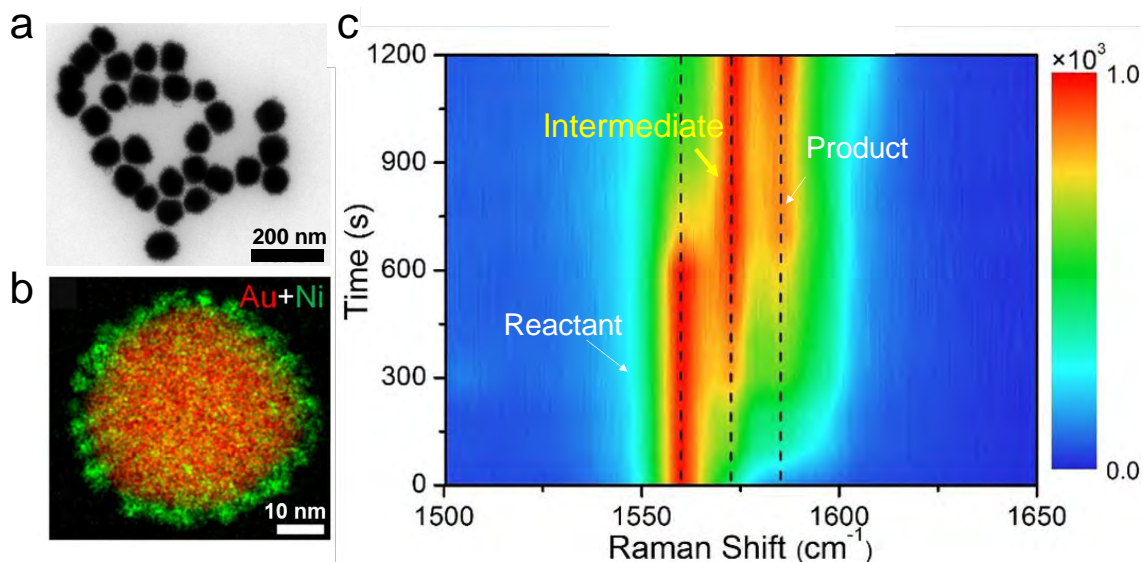 a
200 nm
b
Au+Ni
10 nm
c
×10³
1200
900
600
300
0
Time (s)
Intermediate
Product
Reactant
1500
1550
1600
1650
Raman Shift (cm⁻¹)
1.0
0.0